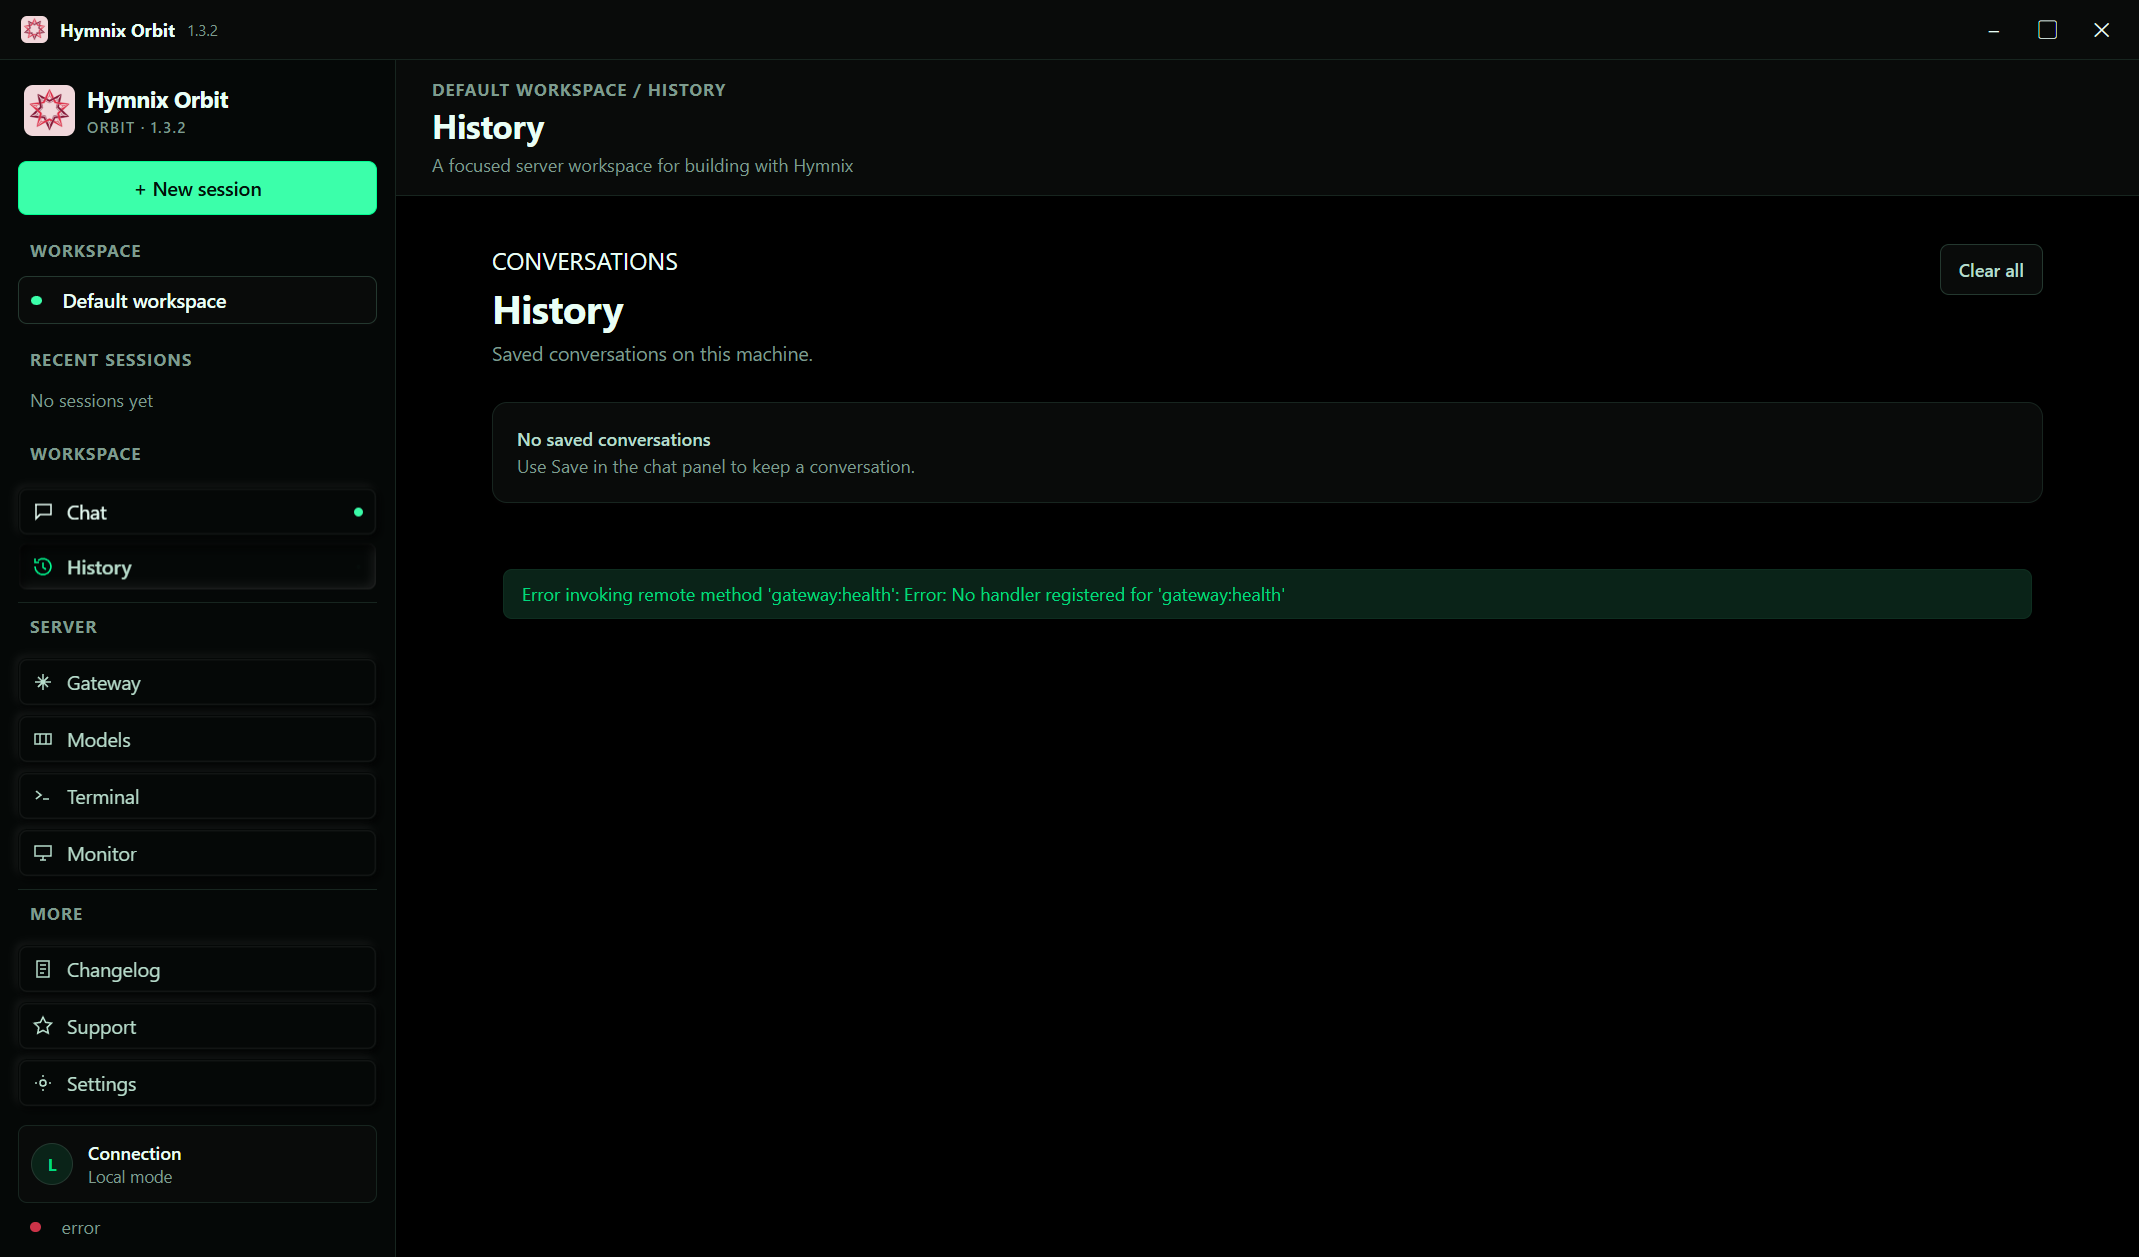 Hymnix Orbit 1.3.2
Hymnix Orbit
ORBIT · 1.3.2
+ New session
WORKSPACE
Default workspace
RECENT SESSIONS
No sessions yet
WORKSPACE
Chat
History
SERVER
Gateway
Models
Terminal
Monitor
MORE
Changelog
Support
Settings
L
Connection
Local mode
error
DEFAULT WORKSPACE / HISTORY
History
A focused server workspace for building with Hymnix
CONVERSATIONS
Clear all
History
Saved conversations on this machine.
No saved conversations
Use Save in the chat panel to keep a conversation.
Error invoking remote method 'gateway:health': Error: No handler registered for 'gateway:health'